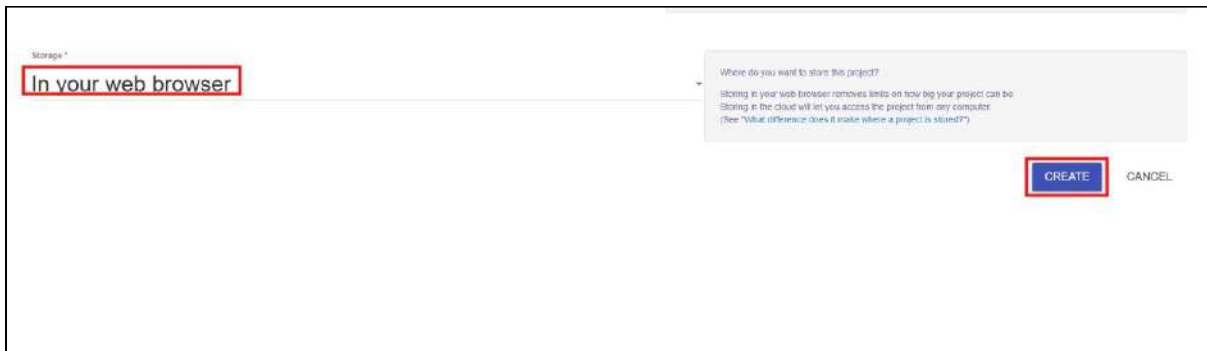 Storage *
In your web browser
Where do you want to store this project?
Storing in your web browser removes limits on how big your project can be
Storing in the cloud will let you access the project from any computer
(See "What difference does it make where a project is stored?")
CREATE
CANCEL